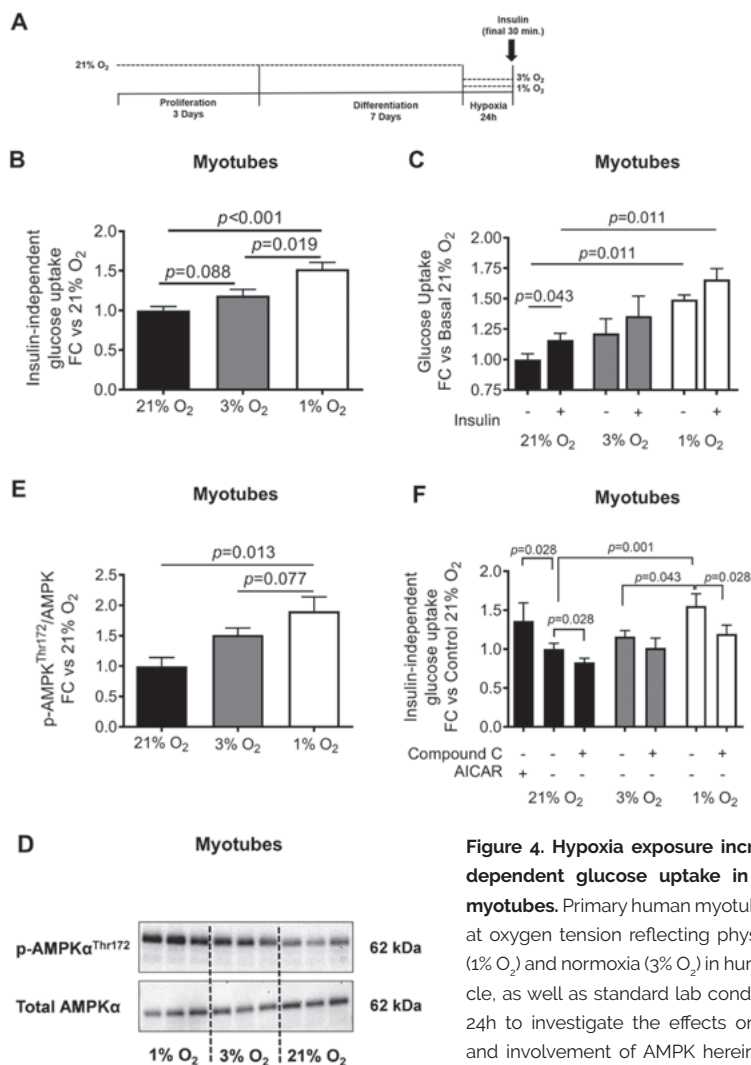 A
Insulin
(final 30 min.)
21% O₂
3% O₂
1% O₂
Proliferation
3 Days
Differentiation
7 Days
Hypoxia
24h
B
Myotubes
Insulin-independent
glucose uptake
FC vs 21% O₂
2.0
1.5
1.0
0.5
0.0
p<0.001
p=0.019
p=0.088
21% O₂ 3% O₂ 1% O₂
C
Myotubes
Glucose Uptake
FC vs Basal 21% O₂
2.00
1.75
1.50
1.25
1.00
0.75
p=0.011
p=0.011
p=0.043
Insulin - + - + - +
21% O₂ 3% O₂ 1% O₂
E
Myotubes
p-AMPKᵀʰʳ¹⁷²/AMPK
FC vs 21% O₂
2.0
1.5
1.0
0.5
0.0
p=0.013
p=0.077
21% O₂ 3% O₂ 1% O₂
F
Myotubes
Insulin-independent
glucose uptake
FC vs Control 21% O₂
2.0
1.5
1.0
0.5
0.0
p=0.028
p=0.001
p=0.043
p=0.028
p=0.028
Compound C - - + - + - +
AICAR + - - - - - -
21% O₂ 3% O₂ 1% O₂
D
Myotubes
p-AMPKαᵀʰʳ¹⁷² 62 kDa
Total AMPKα 62 kDa
1% O₂ 3% O₂ 21% O₂
Figure 4. Hypoxia exposure incr
dependent glucose uptake in
myotubes. Primary human myotub
at oxygen tension reflecting phys
(1% O₂) and normoxia (3% O₂) in hur
cle, as well as standard lab cond
24h to investigate the effects or
and involvement of AMPK herein